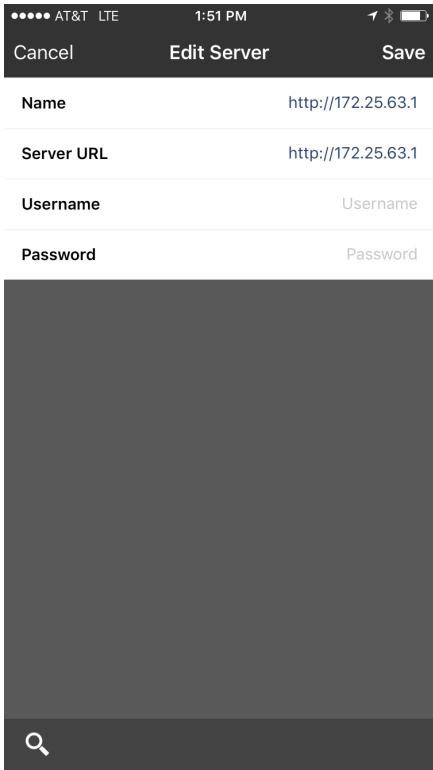 AT&T LTE 1:51 PM
Cancel Edit Server Save
Name http://172.25.63.1
Server URL http://172.25.63.1
Username Username
Password Password